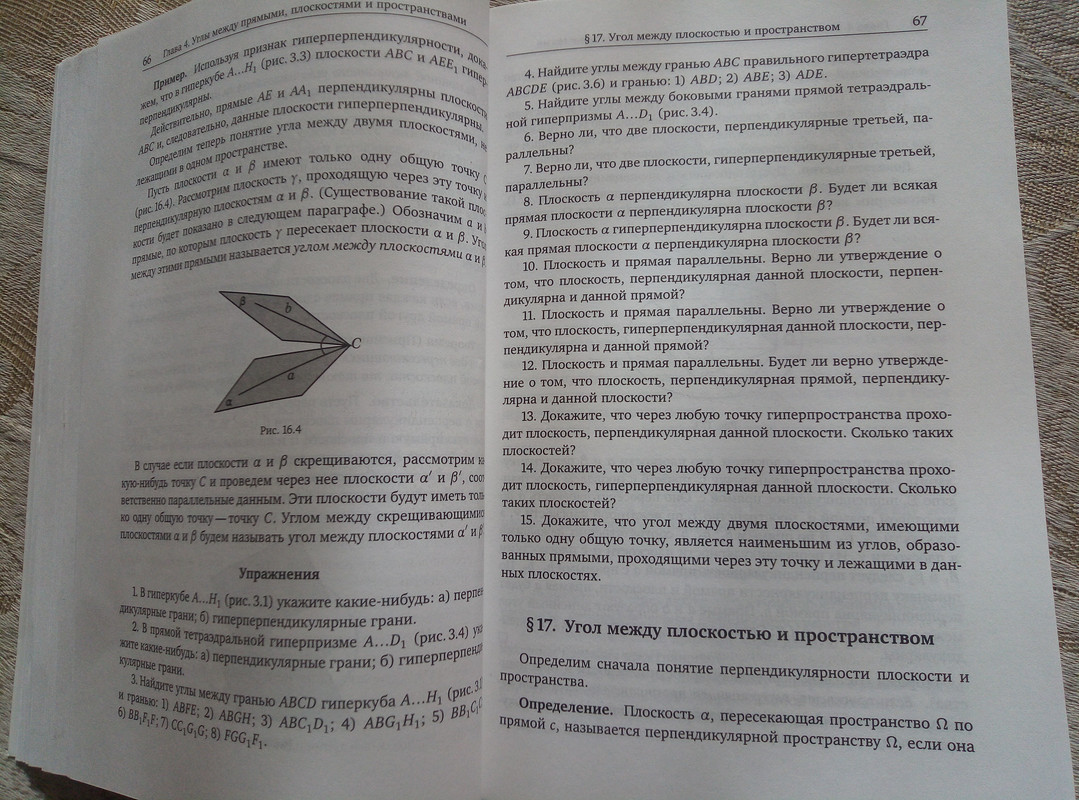 66 Глава 4. Углы между прямыми, плоскостями и пространствами
Пример. Используя признак гиперперпендикулярности, дока-
жем, что в гиперкубе A...H₁ (рис. 3.3) плоскости ABC и AEE₁ гипер-
перпендикулярны.
Действительно, прямые AE и AA₁ перпендикулярны плоскости
ABC и, следовательно, данные плоскости гиперперпендикулярны.
Определим теперь понятие угла между двумя плоскостями, не
лежащими в одном пространстве.
Пусть плоскости α и β имеют только одну общую точку C
(рис. 16.4). Рассмотрим плоскость γ, проходящую через эту точку и
перпендикулярную плоскостям α и β. (Существование такой плос-
кости будет показано в следующем параграфе.) Обозначим a и b
прямые, по которым плоскость γ пересекает плоскости α и β. Угол
между этими прямыми называется углом между плоскостями α и β.
β
b
C
a
α
Рис. 16.4
В случае если плоскости α и β скрещиваются, рассмотрим ка-
кую-нибудь точку C и проведем через нее плоскости α′ и β′, соот-
ветственно параллельные данным. Эти плоскости будут иметь толь-
ко одну общую точку — точку C. Углом между скрещивающимися
плоскостями α и β будем называть угол между плоскостями α′ и β′
Упражнения
1. В гиперкубе A...H₁ (рис. 3.1) укажите какие-нибудь: а) перпен-
дикулярные грани; б) гиперперпендикулярные грани.
2. В прямой тетраэдральной гиперпризме A...D₁ (рис. 3.4) ука-
жите какие-нибудь: а) перпендикулярные грани; б) гиперперпенди-
кулярные грани.
3. Найдите углы между гранью ABCD гиперкуба A...H₁ (рис. 3.1)
и гранью: 1) ABFE; 2) ABGH; 3) ABC₁D₁; 4) ABG₁H₁; 5) BB₁C₁C
6) BB₁F₁F; 7) CC₁G₁G; 8) FGG₁F₁.
§ 17. Угол между плоскостью и пространством 67
4. Найдите углы между гранью ABC правильного гипертетраэдра
ABCDE (рис. 3.6) и гранью: 1) ABD; 2) ABE; 3) ADE.
5. Найдите углы между боковыми гранями прямой тетраэдраль-
ной гиперпризмы A...D₁ (рис. 3.4).
6. Верно ли, что две плоскости, перпендикулярные третьей, па-
раллельны?
7. Верно ли, что две плоскости, гиперперпендикулярные третьей,
параллельны?
8. Плоскость α перпендикулярна плоскости β. Будет ли всякая
прямая плоскости α перпендикулярна плоскости β?
9. Плоскость α гиперперпендикулярна плоскости β. Будет ли вся-
кая прямая плоскости α перпендикулярна плоскости β?
10. Плоскость и прямая параллельны. Верно ли утверждение о
том, что плоскость, перпендикулярная данной плоскости, перпен-
дикулярна и данной прямой?
11. Плоскость и прямая параллельны. Верно ли утверждение о
том, что плоскость, гиперперпендикулярная данной плоскости, пер-
пендикулярна и данной прямой?
12. Плоскость и прямая параллельны. Будет ли верно утвержде-
ние о том, что плоскость, перпендикулярная прямой, перпендику-
лярна и данной плоскости?
13. Докажите, что через любую точку гиперпространства прохо-
дит плоскость, перпендикулярная данной плоскости. Сколько таких
плоскостей?
14. Докажите, что через любую точку гиперпространства прохо-
дит плоскость, гиперперпендикулярная данной плоскости. Сколько
таких плоскостей?
15. Докажите, что угол между двумя плоскостями, имеющими
только одну общую точку, является наименьшим из углов, образо-
ванных прямыми, проходящими через эту точку и лежащими в дан-
ных плоскостях.
§ 17. Угол между плоскостью и пространством
Определим сначала понятие перпендикулярности плоскости и
пространства.
Определение. Плоскость α, пересекающая пространство Ω по
прямой c, называется перпендикулярной пространству Ω, если она